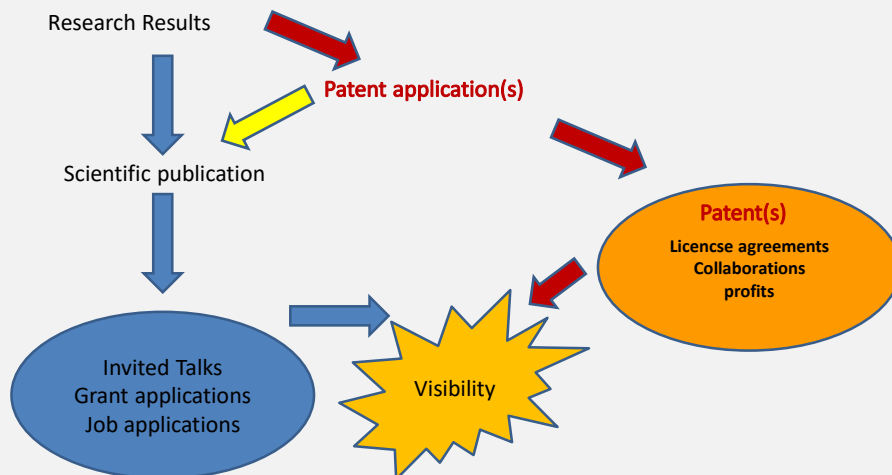 Research Results
Patent application(s)
Scientific publication
Patent(s)
Licencse agreements
Collaborations
profits
Invited Talks
Grant applications
Job applications
Visibility